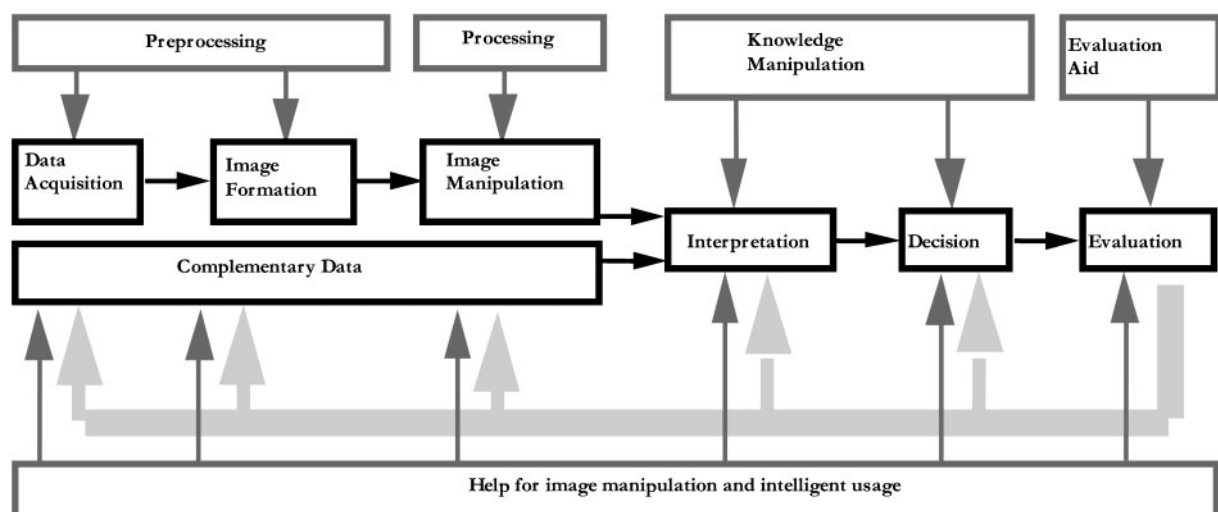 Preprocessing
Processing
Knowledge
Manipulation
Evaluation
Aid
Data
Acquisition
Image
Formation
Image
Manipulation
Interpretation
Decision
Evaluation
Complementary Data
Help for image manipulation and intelligent usage